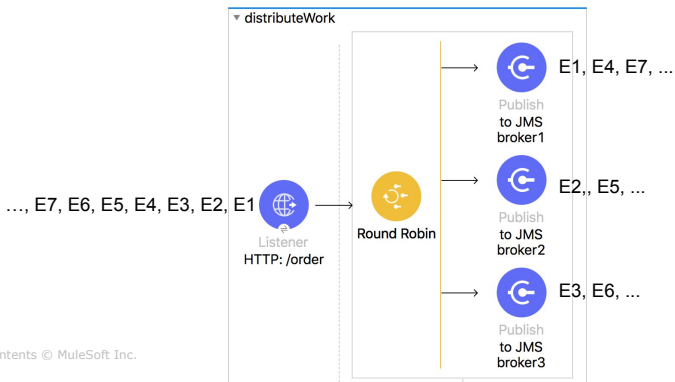 distributeWork
E1, E4, E7, ...
Publish
to JMS
broker1
..., E7, E6, E5, E4, E3, E2, E1
Listener
HTTP: /order
Round Robin
E2,, E5, ...
Publish
to JMS
broker2
E3, E6, ...
Publish
to JMS
broker3
ntents © MuleSoft Inc.